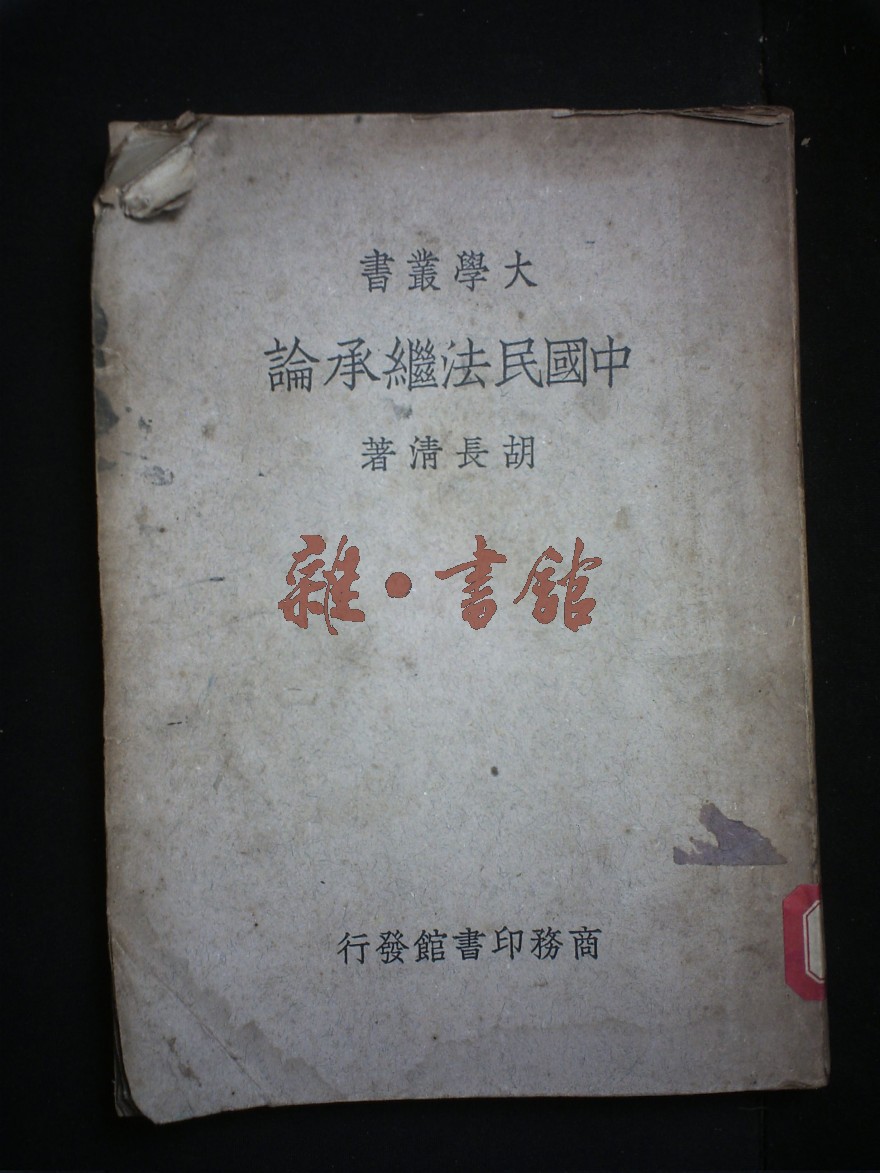 大學叢書
中國民法繼承論
胡長清著
雜·書館
商務印書館發行